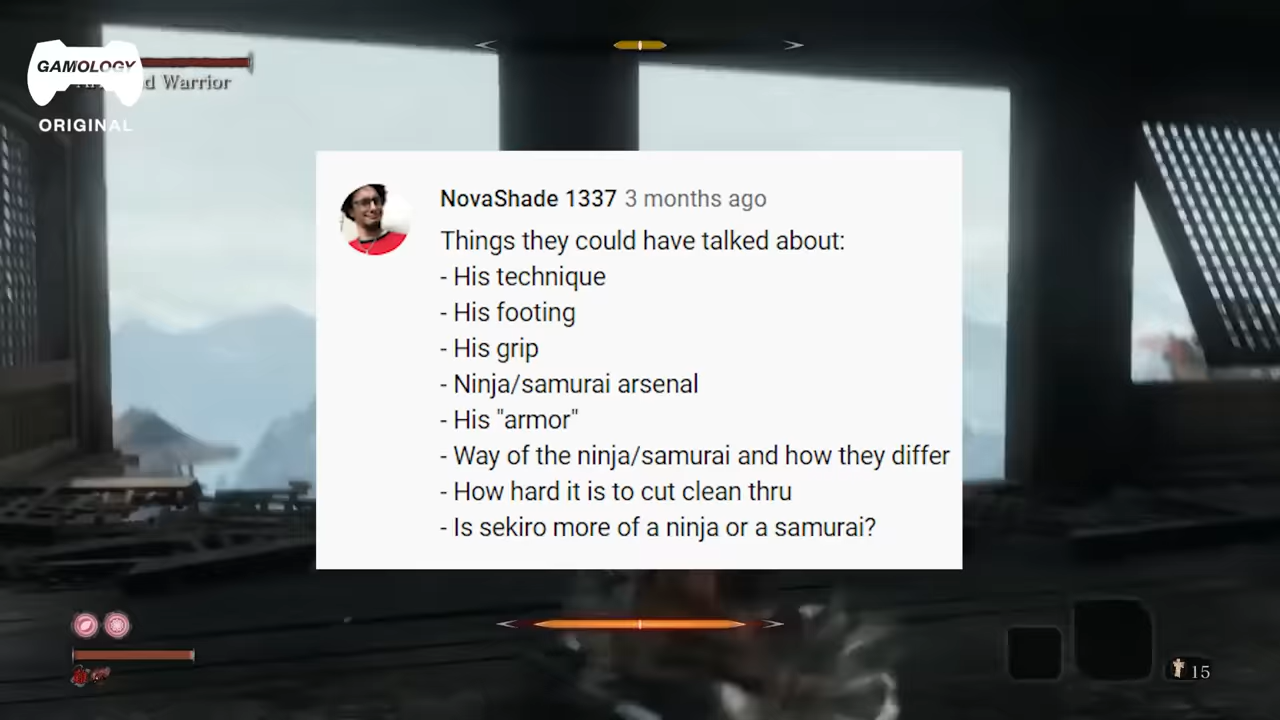 GAMOLOGY
ORIGINAL
Warrior
NovaShade 1337 3 months ago
Things they could have talked about:
- His technique
- His footing
- His grip
- Ninja/samurai arsenal
- His "armor"
- Way of the ninja/samurai and how they differ
- How hard it is to cut clean thru
- Is sekiro more of a ninja or a samurai?
15